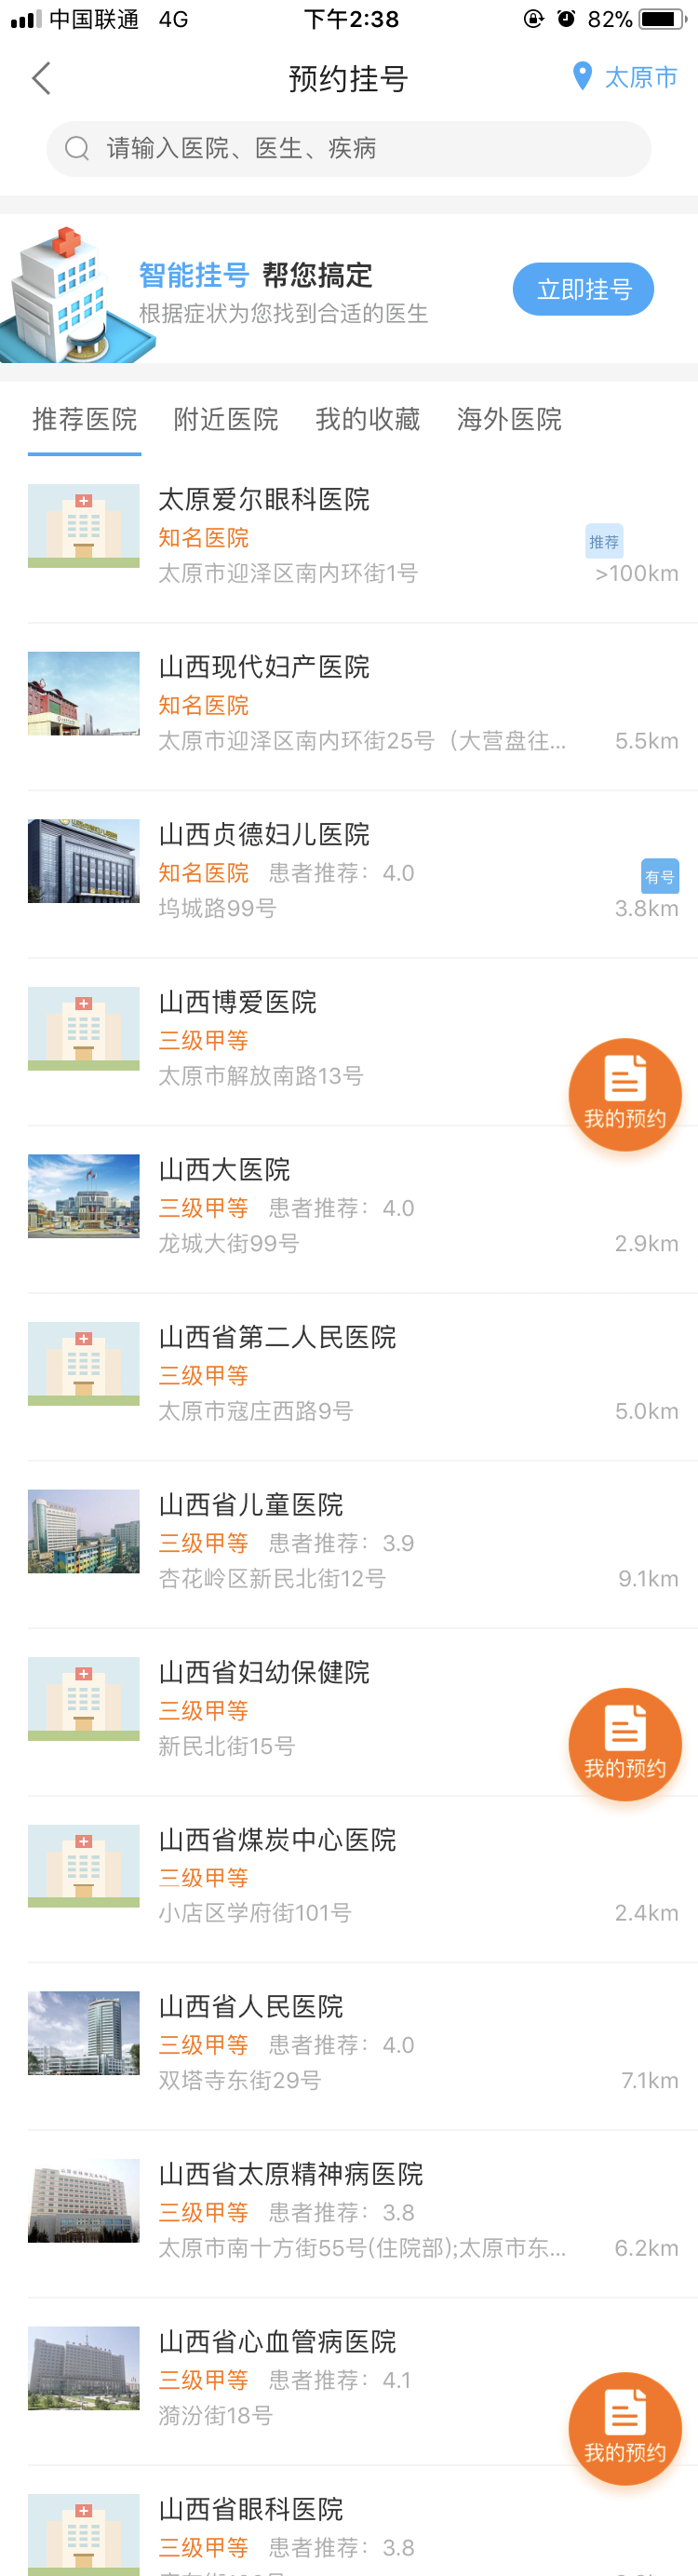 中国联通 4G 下午2:38 82%
预约挂号 太原市
请输入医院、医生、疾病
智能挂号 帮您搞定
根据症状为您找到合适的医生
立即挂号
推荐医院 附近医院 我的收藏 海外医院
太原爱尔眼科医院
知名医院
推荐
太原市迎泽区南内环街1号 >100km
山西现代妇产医院
知名医院
太原市迎泽区南内环街25号（大营盘往... 5.5km
山西贞德妇儿医院
知名医院 患者推荐：4.0
有号
坞城路99号 3.8km
山西博爱医院
三级甲等
太原市解放南路13号
我的预约
山西大医院
三级甲等 患者推荐：4.0
龙城大街99号 2.9km
山西省第二人民医院
三级甲等
太原市寇庄西路9号 5.0km
山西省儿童医院
三级甲等 患者推荐：3.9
杏花岭区新民北街12号 9.1km
山西省妇幼保健院
三级甲等
新民北街15号
我的预约
山西省煤炭中心医院
三级甲等
小店区学府街101号 2.4km
山西省人民医院
三级甲等 患者推荐：4.0
双塔寺东街29号 7.1km
山西省太原精神病医院
三级甲等 患者推荐：3.8
太原市南十方街55号(住院部);太原市东... 6.2km
山西省心血管病医院
三级甲等 患者推荐：4.1
漪汾街18号
我的预约
山西省眼科医院
三级甲等 患者推荐：3.8